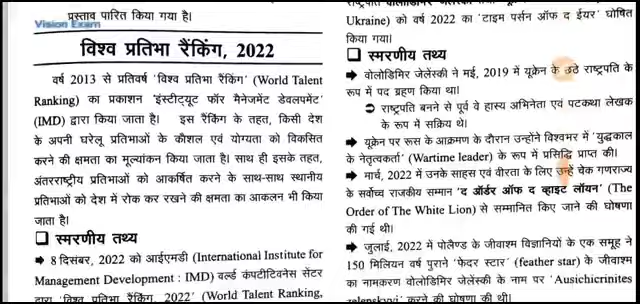 प्रस्ताव पारित किया गया है।
Vision Exam
विश्व प्रतिभा रैंकिंग, 2022
वर्ष 2013 से प्रतिवर्ष 'विश्व प्रतिभा रैंकिंग' (World Talent
Ranking) का प्रकाशन 'इंस्टीट्यूट फॉर मैनेजमेंट डेवलपमेंट'
(IMD) द्वारा किया जाता है। इस रैंकिंग के तहत, किसी देश
के अपनी घरेलू प्रतिभाओं के कौशल एवं योग्यता को विकसित
करने की क्षमता का मूल्यांकन किया जाता है। साथ ही इसके तहत,
अंतरराष्ट्रीय प्रतिभाओं को आकर्षित करने के साथ-साथ स्थानीय
प्रतिभाओं को देश में रोक कर रखने की क्षमता का आकलन भी किया
जाता है।
❑ स्मरणीय तथ्य
➡ 8 दिसंबर, 2022 को आईएमडी (International Institute for
Management Development : IMD) वर्ल्ड कंपटीटिवनेस सेंटर
द्वारा 'विश्व प्रतिभा रैंकिंग, 2022' (World Talent Ranking,
Ukraine) को वर्ष 2022 का 'टाइम पर्सन ऑफ द ईयर' घोषित
किया गया।
❑ स्मरणीय तथ्य
➡ वोलोडिमिर जेलेंस्की ने मई, 2019 में यूक्रेन के छठे राष्ट्रपति के
रूप में पद ग्रहण किया था।
⊃ राष्ट्रपति बनने से पूर्व वे हास्य अभिनेता एवं पटकथा लेखक
के रूप में सक्रिय थे।
➡ यूक्रेन पर रूस के आक्रमण के दौरान उन्होंने विश्वभर में 'युद्धकाल
के नेतृत्वकर्ता' (Wartime leader) के रूप में प्रसिद्धि प्राप्त की।
➡ मार्च, 2022 में उनके साहस एवं वीरता के लिए उन्हें चेक गणराज्य
के सर्वोच्च राजकीय सम्मान 'द ऑर्डर ऑफ द व्हाइट लॉयन' (The
Order of The White Lion) से सम्मानित किए जाने की घोषणा
की गई थी।
➡ जुलाई, 2022 में पोलैण्ड के जीवाश्म विज्ञानियों के एक समूह ने
150 मिलियन वर्ष पुराने 'फेदर स्टार' (feather star) के जीवाश्म
का नामकरण वोलोडिमिर जेलेंस्की के नाम पर 'Ausichicrinites
zelenskyyi' करने की घोषणा की थी।